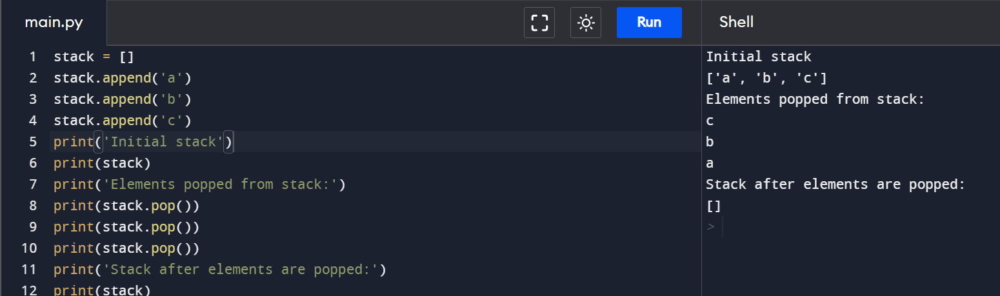 main.py
Run
Shell
1 stack = []
2 stack.append('a')
3 stack.append('b')
4 stack.append('c')
5 print('Initial stack')
6 print(stack)
7 print('Elements popped from stack:')
8 print(stack.pop())
9 print(stack.pop())
10 print(stack.pop())
11 print('Stack after elements are popped:')
12 print(stack)
Initial stack
['a', 'b', 'c']
Elements popped from stack:
c
b
a
Stack after elements are popped:
[]
>